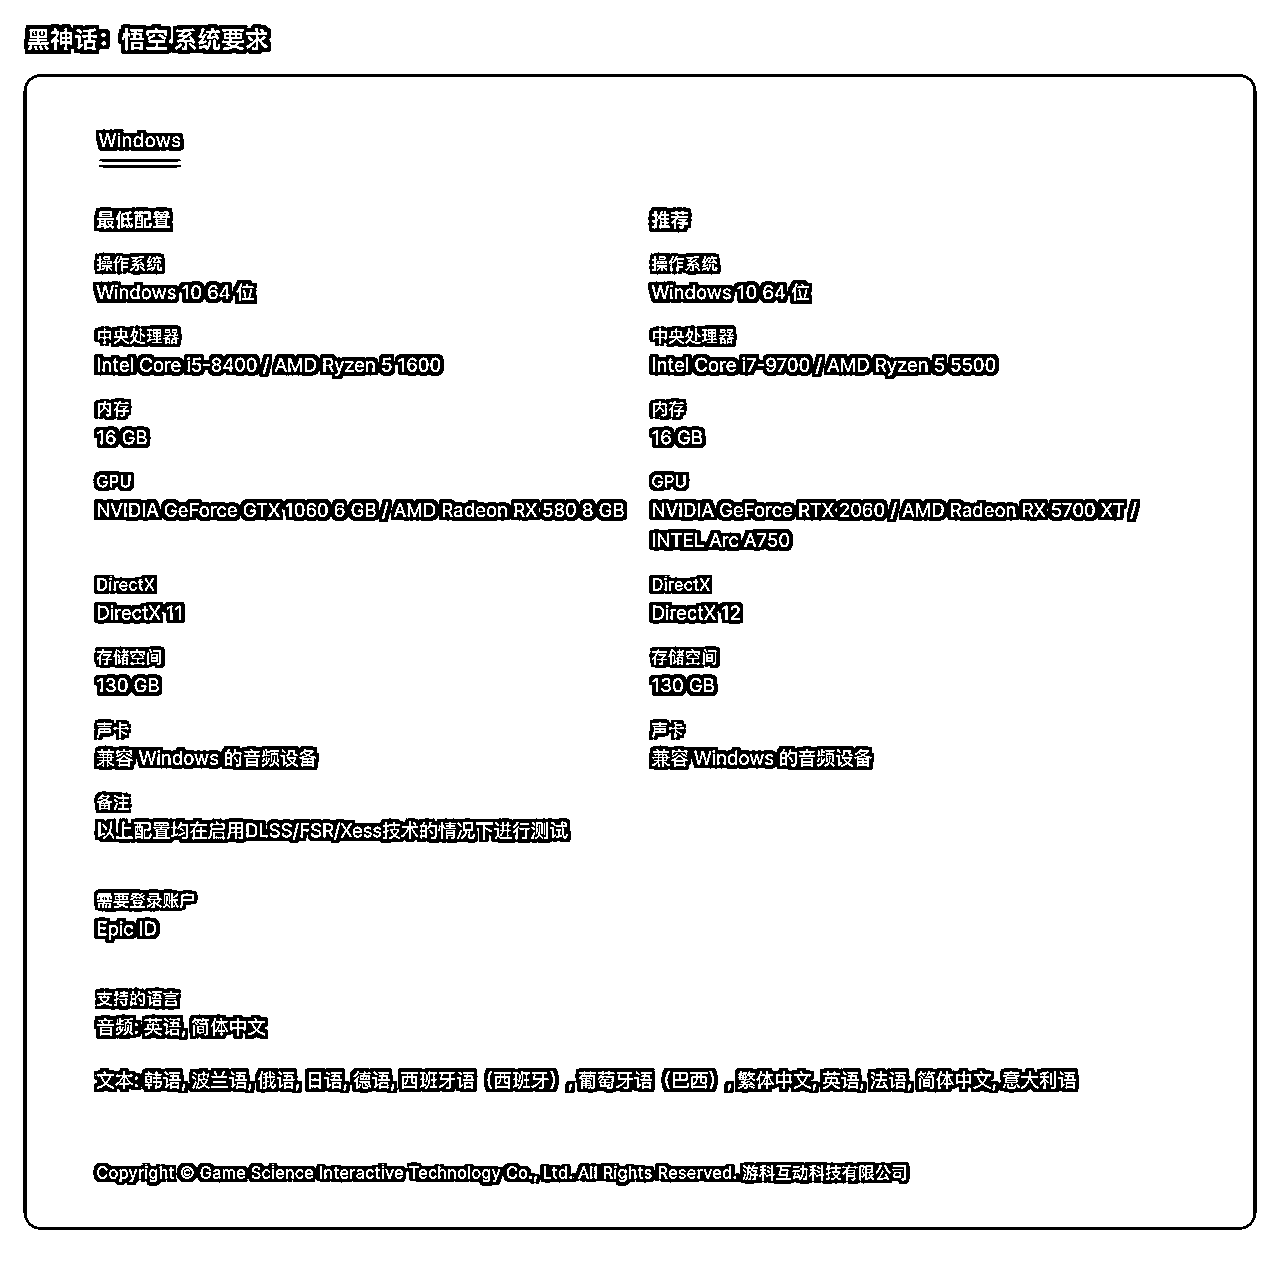 黑神话：悟空 系统要求
Windows
最低配置
推荐
操作系统
Windows 10 64 位
操作系统
Windows 10 64 位
中央处理器
Intel Core i5-8400 / AMD Ryzen 5 1600
中央处理器
Intel Core i7-9700 / AMD Ryzen 5 5500
内存
16 GB
内存
16 GB
GPU
NVIDIA GeForce GTX 1060 6 GB / AMD Radeon RX 580 8 GB
GPU
NVIDIA GeForce RTX 2060 / AMD Radeon RX 5700 XT /
INTEL Arc A750
DirectX
DirectX 11
DirectX
DirectX 12
存储空间
130 GB
存储空间
130 GB
声卡
兼容 Windows 的音频设备
声卡
兼容 Windows 的音频设备
备注
以上配置均在启用DLSS/FSR/Xess技术的情况下进行测试
需要登录账户
Epic ID
支持的语言
音频: 英语, 简体中文
文本: 韩语, 波兰语, 俄语, 日语, 德语, 西班牙语（西班牙）, 葡萄牙语（巴西）, 繁体中文, 英语, 法语, 简体中文, 意大利语
Copyright © Game Science Interactive Technology Co., Ltd. All Rights Reserved. 游科互动科技有限公司